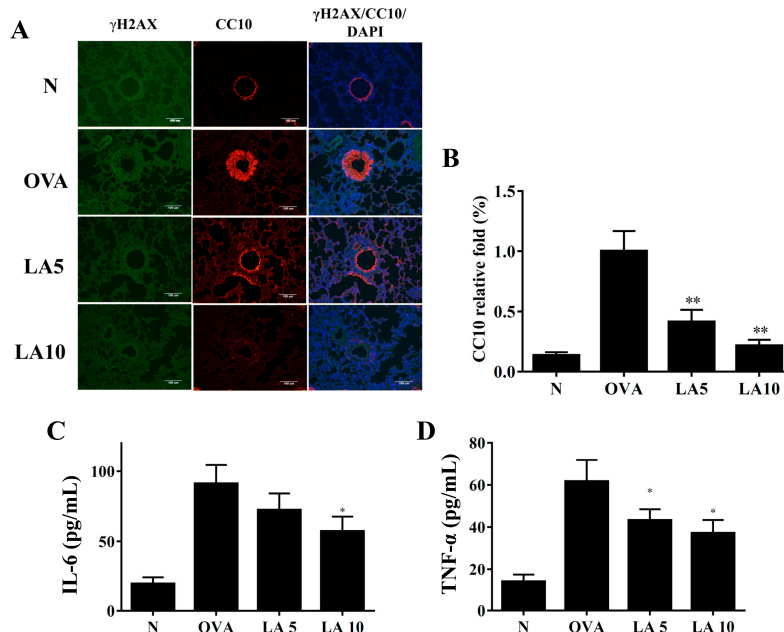 A
γH2AX CC10 γH2AX/CC10/
DAPI
N
OVA
LA5
LA10
B
CC10 relative fold (%)
1.5
1.0
0.5
0.0
** **
N OVA LA5 LA10
C
IL-6 (pg/mL)
100
50
0
*
N OVA LA 5 LA 10
D
TNF-α (pg/mL)
80
60
40
20
0
* *
N OVA LA 5 LA 10